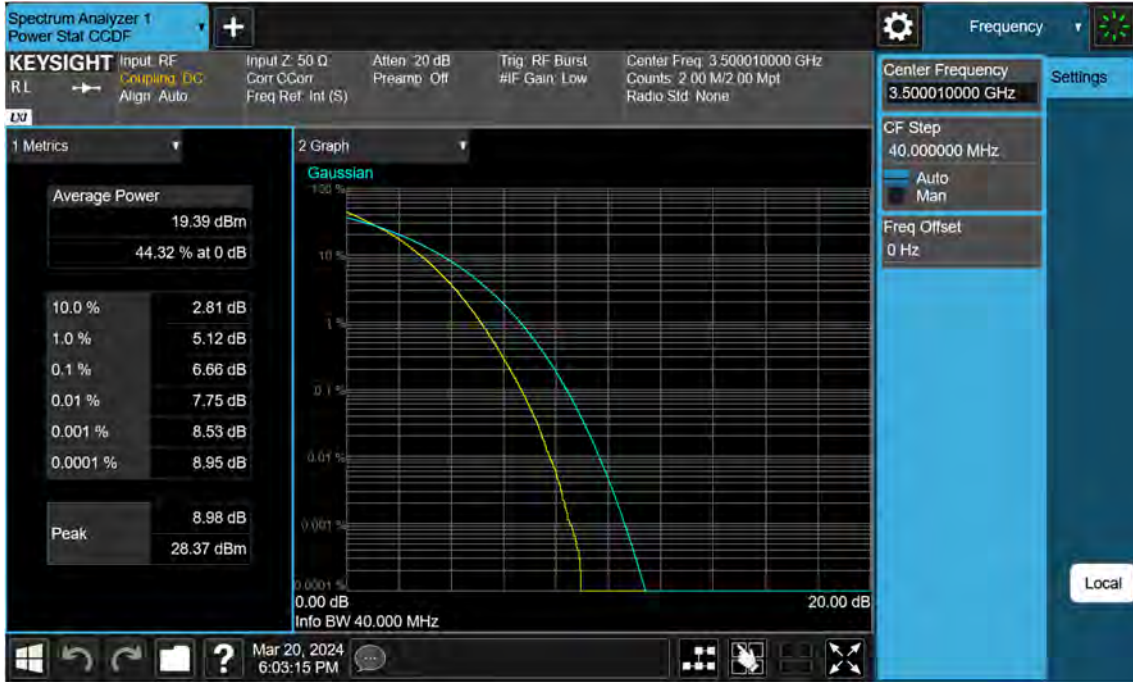 Spectrum Analyzer 1
Power Stat CCDF
Frequency
KEYSIGHT
R L
LXI
Input: RF
Coupling: DC
Align: Auto
Input Z: 50 Ω
Corr CCorr
Freq Ref: Int (S)
Atten: 20 dB
Preamp: Off
Trig: RF Burst
#IF Gain: Low
Center Freq: 3.500010000 GHz
Counts: 2.00 M/2.00 Mpt
Radio Std: None
Center Frequency
3.500010000 GHz
Settings
CF Step
40.000000 MHz
Auto
Man
Freq Offset
0 Hz
Local
1 Metrics
Average Power
19.39 dBm
44.32 % at 0 dB
10.0 % 2.81 dB
1.0 % 5.12 dB
0.1 % 6.66 dB
0.01 % 7.75 dB
0.001 % 8.53 dB
0.0001 % 8.95 dB
Peak
8.98 dB
28.37 dBm
2 Graph
Gaussian
100 %
10 %
1 %
0.1 %
0.01 %
0.001 %
0.0001 %
0.00 dB 20.00 dB
Info BW 40.000 MHz
Mar 20, 2024
6:03:15 PM